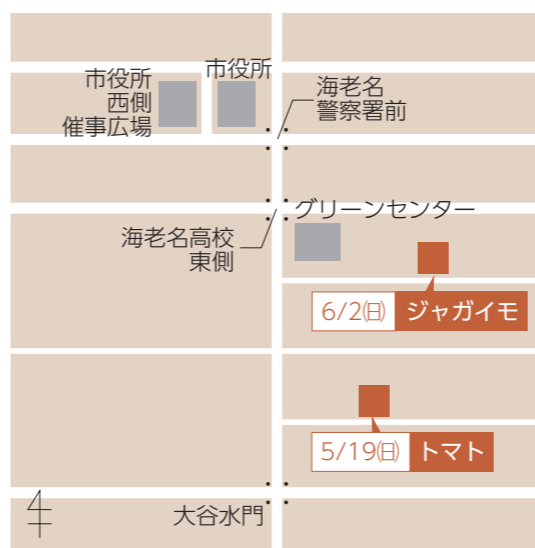 市役所
西側
催事広場
市役所
海老名
警察署前
グリーンセンター
海老名高校
東側
6/2㈰ ジャガイモ
5/19㈰ トマト
大谷水門